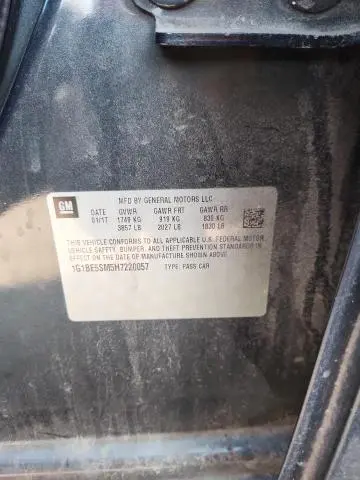 GM
MFD BY GENERAL MOTORS LLC
DATE GVWR GAWR FRT GAWR RR
01/17 1749 KG 919 KG 830 KG
3857 LB 2027 LB 1830 LB
THIS VEHICLE CONFORMS TO ALL APPLICABLE U.S. FEDERAL MOTOR
VEHICLE SAFETY, BUMPER, AND THEFT PREVENTION STANDARDS IN
EFFECT ON THE DATE OF MANUFACTURE SHOWN ABOVE.
1G1BE5SM5H7220057 TYPE: PASS CAR